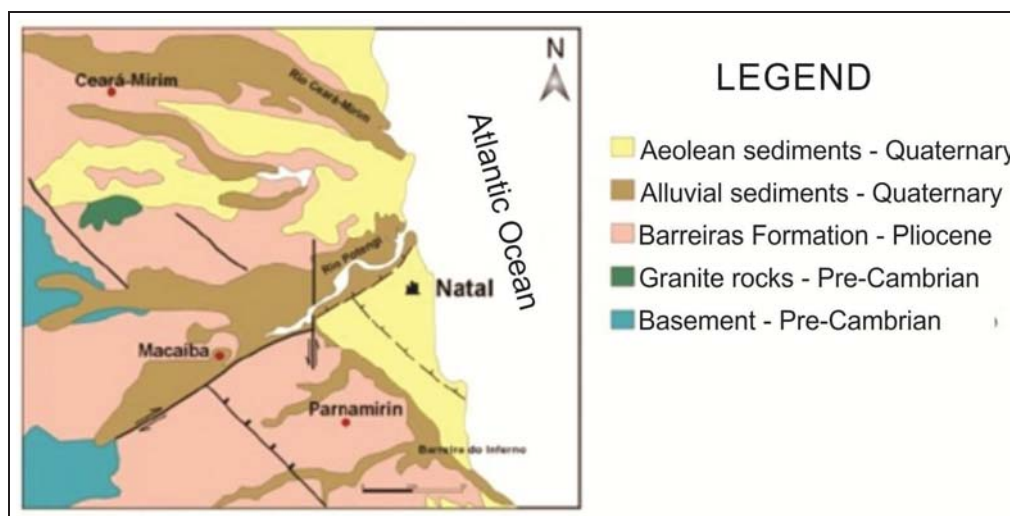 N
Ceará-Mirim
Rio Ceará-Mirim
Atlantic Ocean
Rio Potengi
Natal
Macaíba
Parnamirin
Barreira do Inferno
LEGEND
Aeolean sediments - Quaternary
Alluvial sediments - Quaternary
Barreiras Formation - Pliocene
Granite rocks - Pre-Cambrian
Basement - Pre-Cambrian